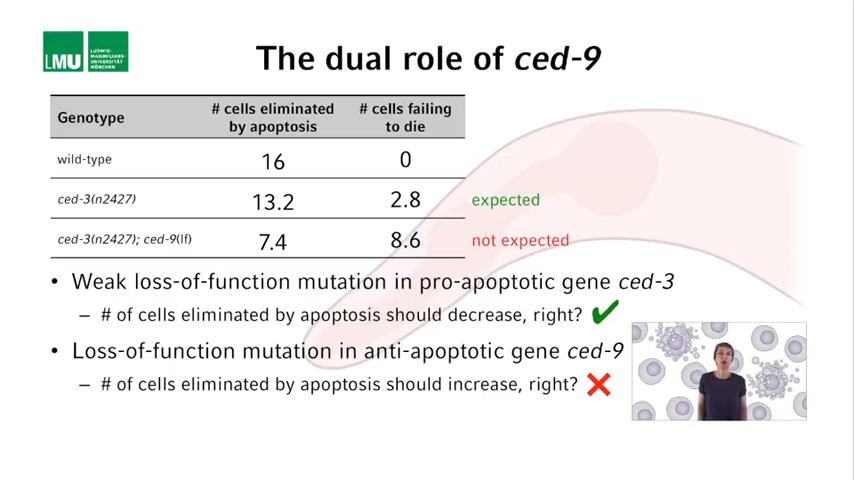 LMU
LUDWIG-
MAXIMILIANS-
UNIVERSITÄT
MÜNCHEN
The dual role of ced-9
Genotype # cells eliminated by apoptosis # cells failing to die
wild-type 16 0
ced-3(n2427) 13.2 2.8 expected
ced-3(n2427); ced-9(lf) 7.4 8.6 not expected
• Weak loss-of-function mutation in pro-apoptotic gene ced-3
– # of cells eliminated by apoptosis should decrease, right? ✔
• Loss-of-function mutation in anti-apoptotic gene ced-9
– # of cells eliminated by apoptosis should increase, right? ✘